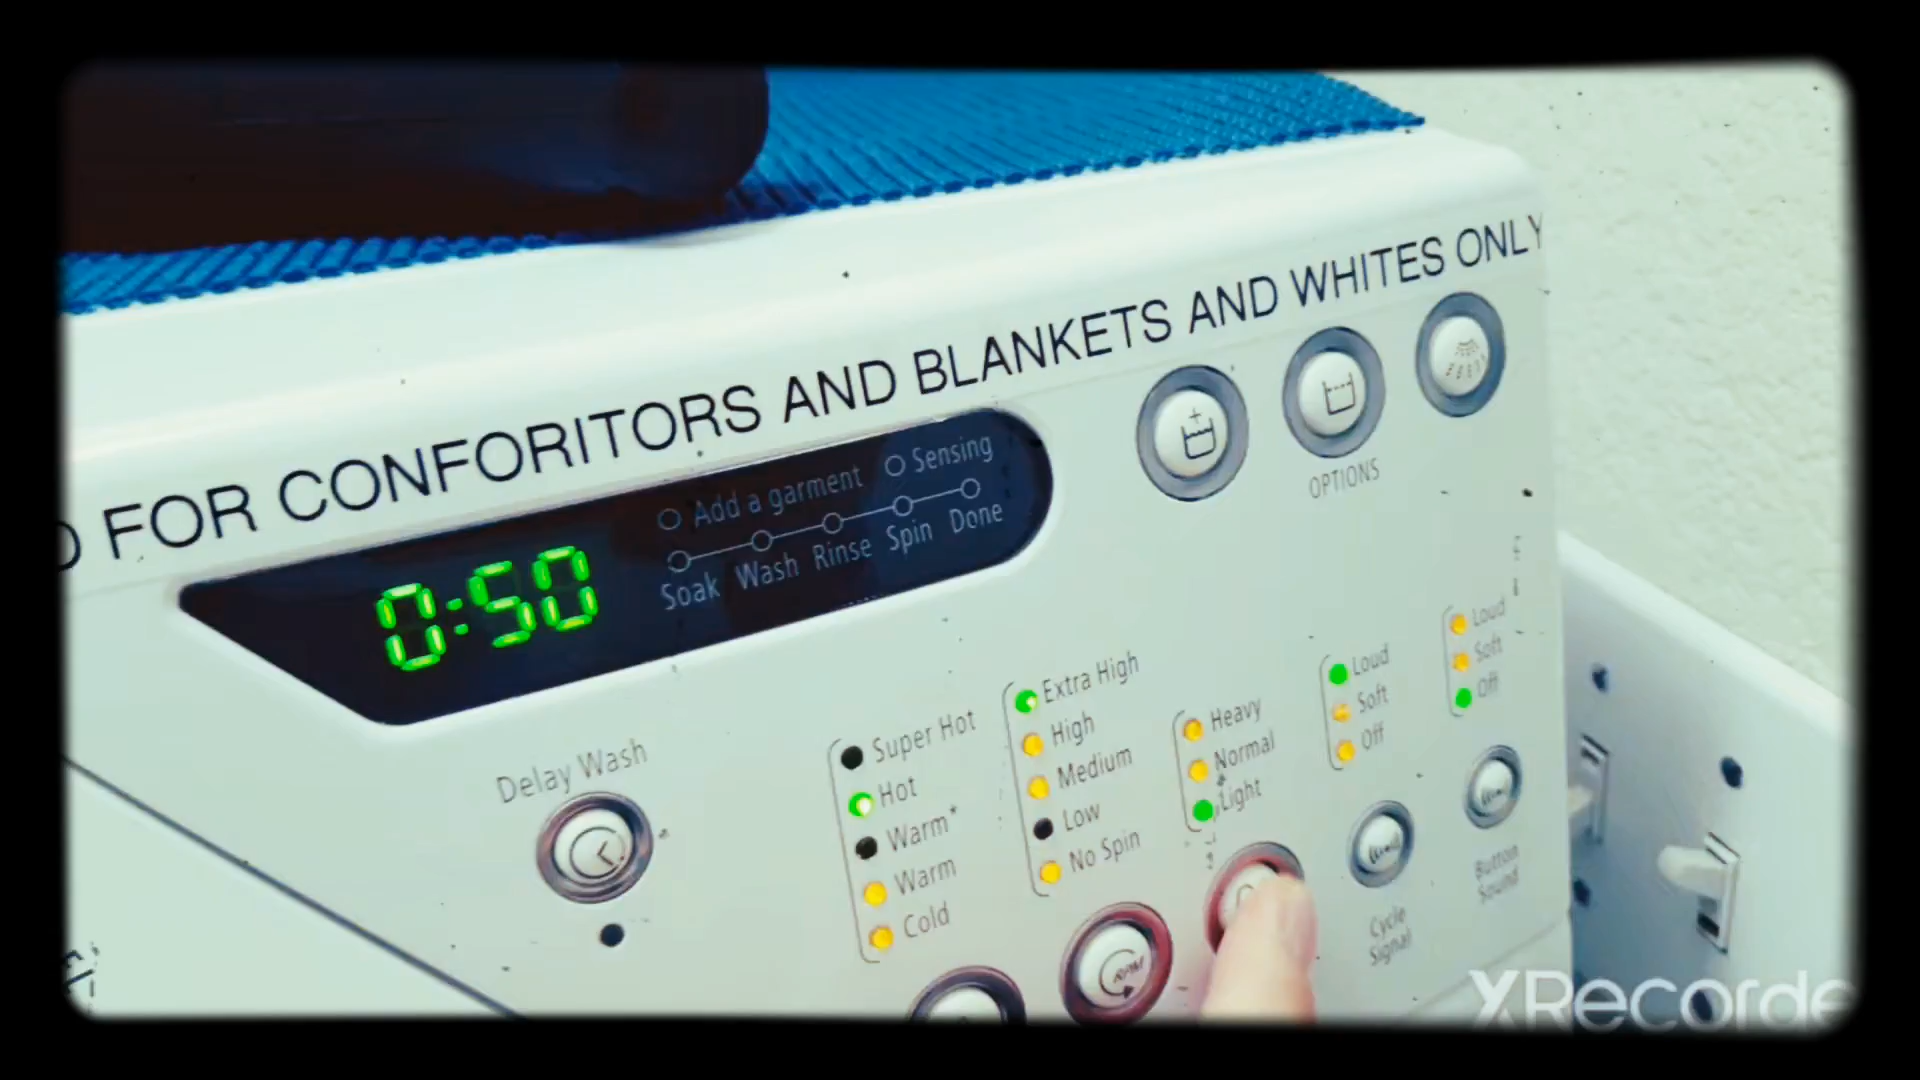 FOR CONFORITORS AND BLANKETS AND WHITES ONLY
Add a garment
Sensing
Soak
Wash
Rinse
Spin
Done
0:50
OPTIONS
Delay Wash
Super Hot
Hot
Warm*
Warm
Cold
Extra High
High
Medium
Low
No Spin
Heavy
Normal
Light
Loud
Soft
Off
Loud
Soft
Off
RPM
Cycle
Signal
Button
Sound
XRecorde